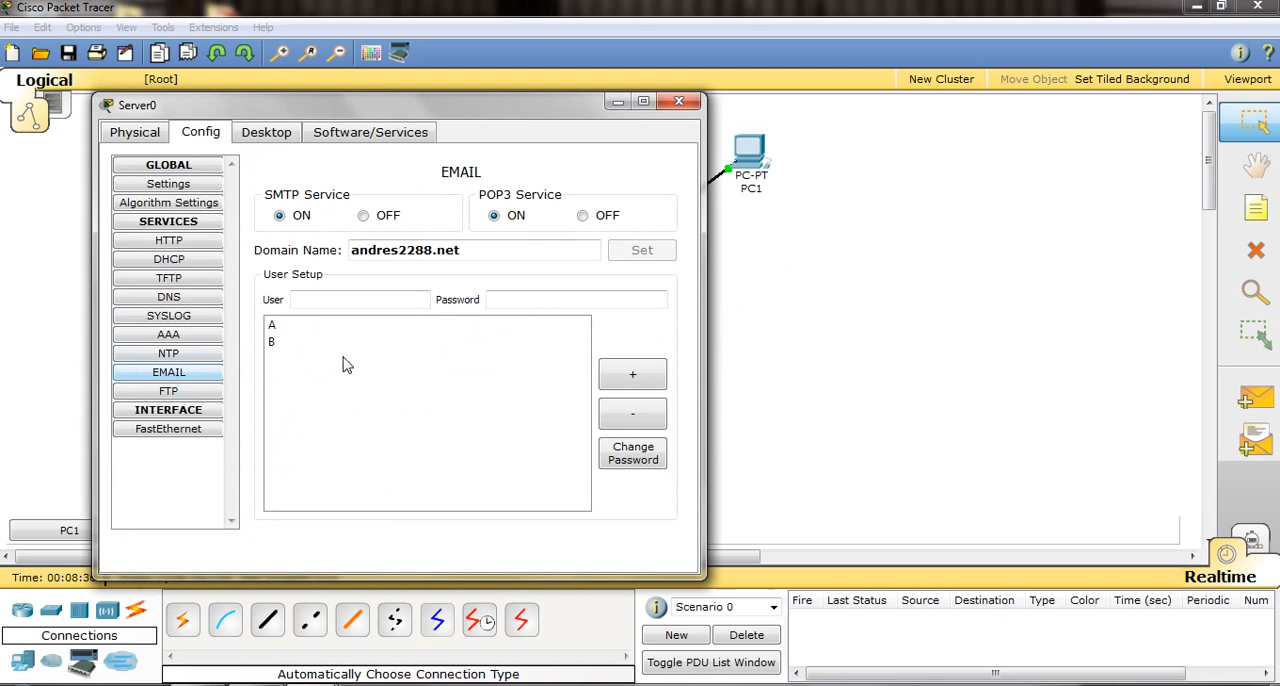 Cisco Packet Tracer
File Edit Options View Tools Extensions Help
Logical [Root] New Cluster Move Object Set Tiled Background Viewport
Server0
Physical Config Desktop Software/Services
GLOBAL
Settings
Algorithm Settings
SERVICES
HTTP
DHCP
TFTP
DNS
SYSLOG
AAA
NTP
EMAIL
FTP
INTERFACE
FastEthernet
EMAIL
SMTP Service POP3 Service
ON OFF ON OFF
Domain Name: andres2288.net Set
User Setup
User Password
A
B
+
-
Change
Password
PC-PT
PC1
PC1
Time: 00:08:3
Realtime
Connections
Automatically Choose Connection Type
Scenario 0
New Delete
Toggle PDU List Window
Fire Last Status Source Destination Type Color Time (sec) Periodic Num